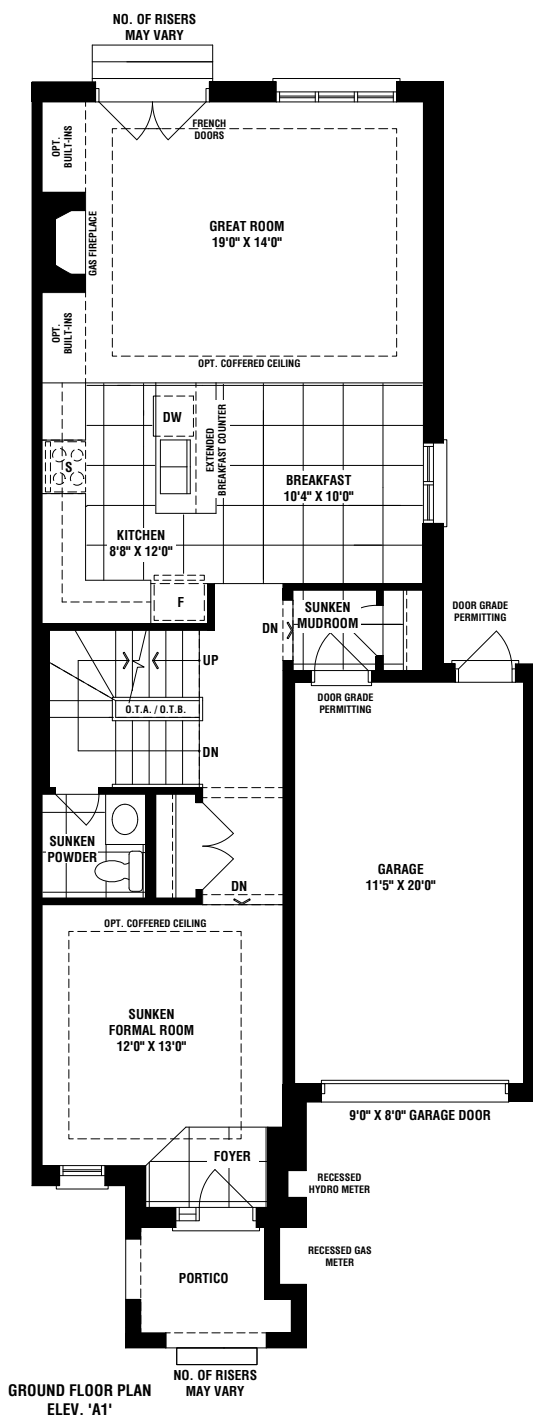 NO. OF RISERS
MAY VARY
OPT.
BUILT-INS
FRENCH
DOORS
GREAT ROOM
19'0" X 14'0"
GAS FIREPLACE
OPT.
BUILT-INS
OPT. COFFERED CEILING
DW
EXTENDED
BREAKFAST COUNTER
S
BREAKFAST
10'4" X 10'0"
KITCHEN
8'8" X 12'0"
F
SUNKEN
MUDROOM
DN
DOOR GRADE
PERMITTING
UP
DOOR GRADE
PERMITTING
O.T.A. / O.T.B.
DN
SUNKEN
POWDER
GARAGE
11'5" X 20'0"
DN
OPT. COFFERED CEILING
SUNKEN
FORMAL ROOM
12'0" X 13'0"
9'0" X 8'0" GARAGE DOOR
FOYER
RECESSED
HYDRO METER
RECESSED GAS
METER
PORTICO
NO. OF RISERS
MAY VARY
GROUND FLOOR PLAN
ELEV. 'A1'